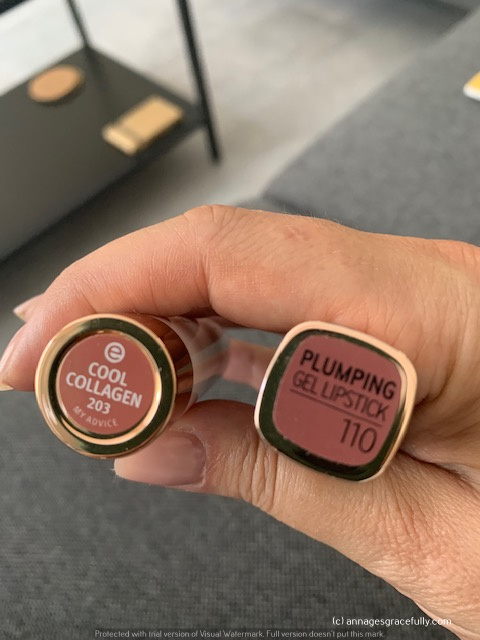 e
COOL
COLLAGEN
203
MY ADVICE
PLUMPING
GEL LIPSTICK
110
(c) annagesgracefully.com
Protected with trial version of Visual Watermark. Full version doesn't put this mark.